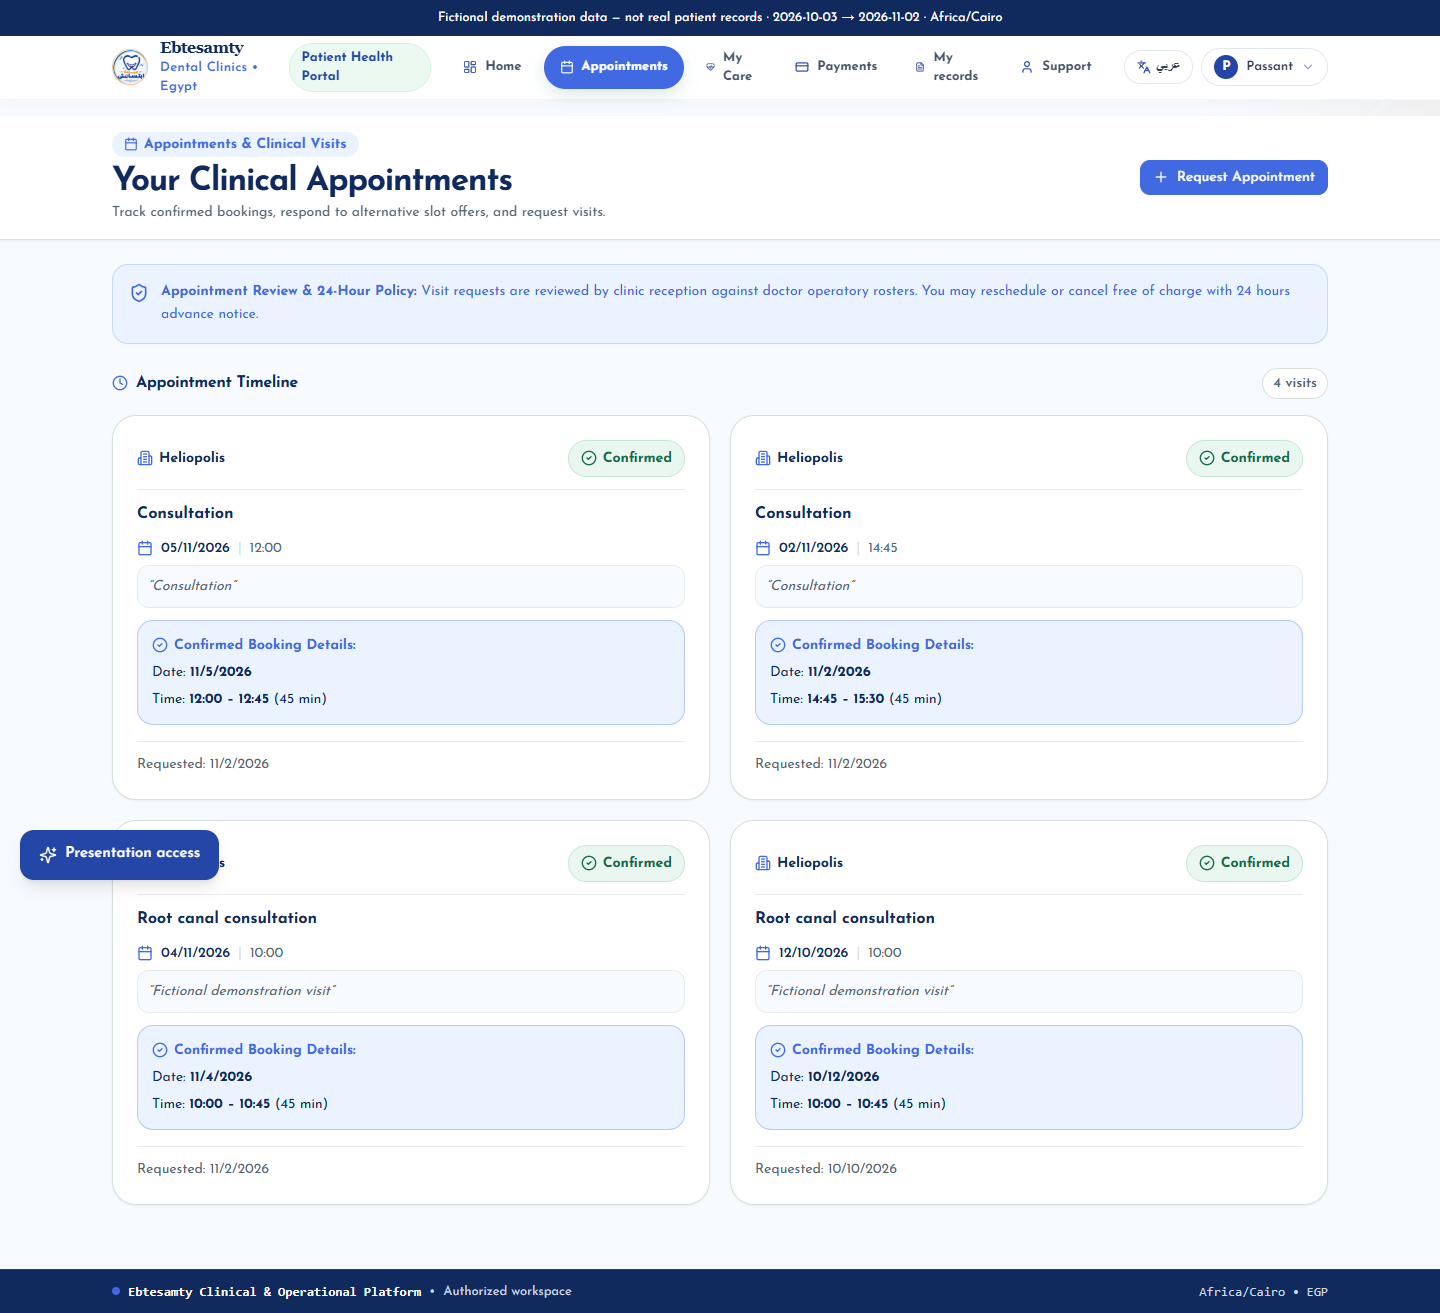 Fictional demonstration data – not real patient records · 2026-10-03 → 2026-11-02 · Africa/Cairo
Ebtesamty
Dental Clinics •
Egypt
Patient Health
Portal
Home
Appointments
My
Care
Payments
My
records
Support
عربي
P
Passant
Appointments & Clinical Visits
Your Clinical Appointments
Track confirmed bookings, respond to alternative slot offers, and request visits.
Request Appointment
Appointment Review & 24-Hour Policy: Visit requests are reviewed by clinic reception against doctor operatory rosters. You may reschedule or cancel free of charge with 24 hours
advance notice.
Appointment Timeline
4 visits
Heliopolis
Confirmed
Consultation
05/11/2026 | 12:00
"Consultation"
Confirmed Booking Details:
Date: 11/5/2026
Time: 12:00 – 12:45 (45 min)
Requested: 11/2/2026
Heliopolis
Confirmed
Consultation
02/11/2026 | 14:45
"Consultation"
Confirmed Booking Details:
Date: 11/2/2026
Time: 14:45 – 15:30 (45 min)
Requested: 11/2/2026
Presentation access
s
Confirmed
Root canal consultation
04/11/2026 | 10:00
"Fictional demonstration visit"
Confirmed Booking Details:
Date: 11/4/2026
Time: 10:00 – 10:45 (45 min)
Requested: 11/2/2026
Heliopolis
Confirmed
Root canal consultation
12/10/2026 | 10:00
"Fictional demonstration visit"
Confirmed Booking Details:
Date: 10/12/2026
Time: 10:00 – 10:45 (45 min)
Requested: 10/10/2026
Ebtesamty Clinical & Operational Platform • Authorized workspace
Africa/Cairo • EGP